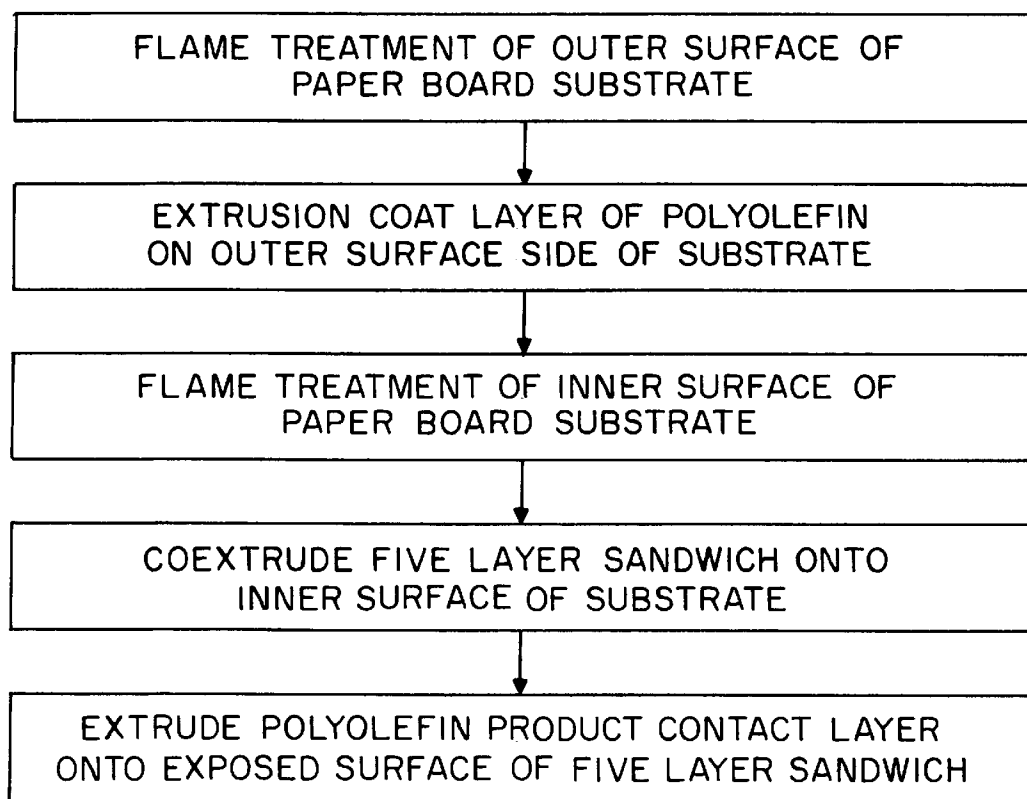 FLAME TREATMENT OF OUTER SURFACE OF
PAPER BOARD SUBSTRATE
EXTRUSION COAT LAYER OF POLYOLEFIN
ON OUTER SURFACE SIDE OF SUBSTRATE
FLAME TREATMENT OF INNER SURFACE OF
PAPER BOARD SUBSTRATE
COEXTRUDE FIVE LAYER SANDWICH ONTO
INNER SURFACE OF SUBSTRATE
EXTRUDE POLYOLEFIN PRODUCT CONTACT LAYER
ONTO EXPOSED SURFACE OF FIVE LAYER SANDWICH